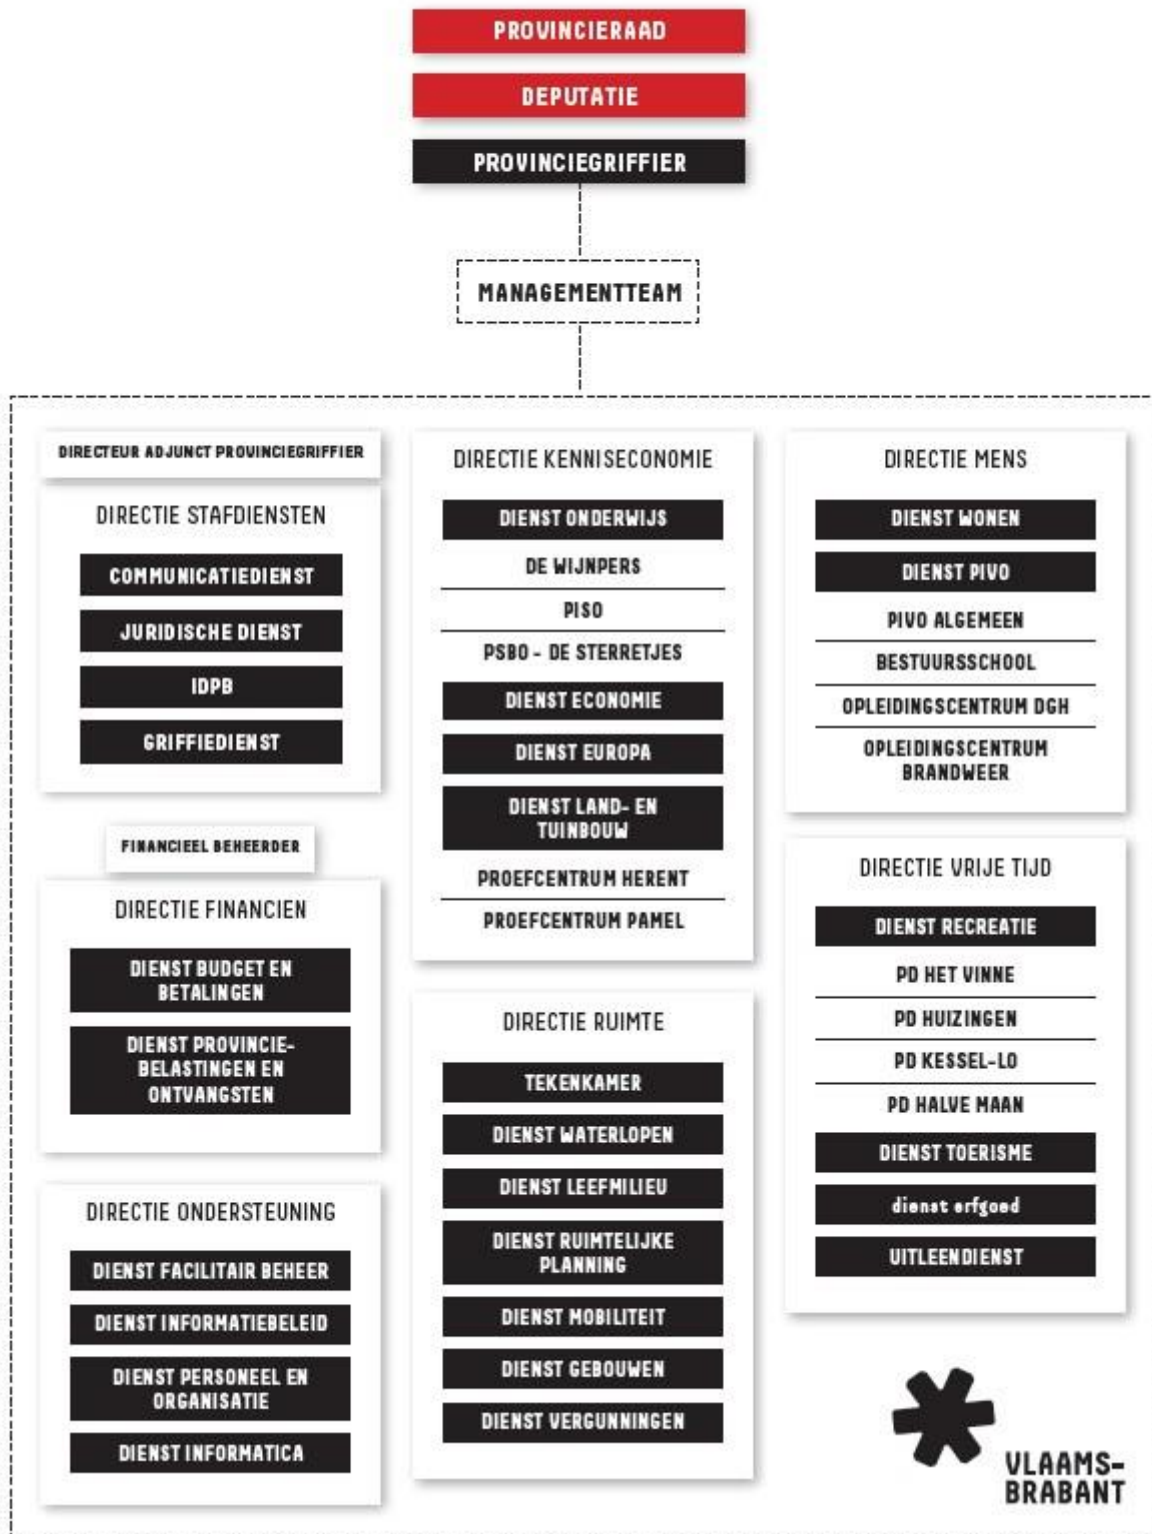 PROVINCIERAAD
DEPUTATIE
PROVINCIEGRIFFIER
MANAGEMENTTEAM
DIRECTEUR ADJUNCT PROVINCIEGRIFFIER
DIRECTIE STAFDIENSTEN
COMMUNICATIEDIENST
JURIDISCHE DIENST
IDPB
GRIFFIEDIENST
FINANCIEEL BEHEERDER
DIRECTIE FINANCIEN
DIENST BUDGET EN
BETALINGEN
DIENST PROVINCIE-
BELASTINGEN EN
ONTVANGSTEN
DIRECTIE ONDERSTEUNING
DIENST FACILITAIR BEHEER
DIENST INFORMATIEBELEID
DIENST PERSONEEL EN
ORGANISATIE
DIENST INFORMATICA
DIRECTIE KENNISECONOMIE
DIENST ONDERWIJS
DE WIJNPERS
PISO
PSBO - DE STERRETJES
DIENST ECONOMIE
DIENST EUROPA
DIENST LAND- EN
TUINBOUW
PROEFCENTRUM HERENT
PROEFCENTRUM PAMEL
DIRECTIE RUIMTE
TEKENKAMER
DIENST WATERLOPEN
DIENST LEEFMILIEU
DIENST RUIMTELIJKE
PLANNING
DIENST MOBILITEIT
DIENST GEBOUWEN
DIENST VERGUNNINGEN
DIRECTIE MENS
DIENST WONEN
DIENST PIVO
PIVO ALGEMEEN
BESTUURSSCHOOL
OPLEIDINGSCENTRUM DGH
OPLEIDINGSCENTRUM
BRANDWEER
DIRECTIE VRIJE TIJD
DIENST RECREATIE
PD HET VINNE
PD HUIZINGEN
PD KESSEL-LO
PD HALVE MAAN
DIENST TOERISME
dienst erfgoed
UITLEENDIENST
VLAAMS-
BRABANT